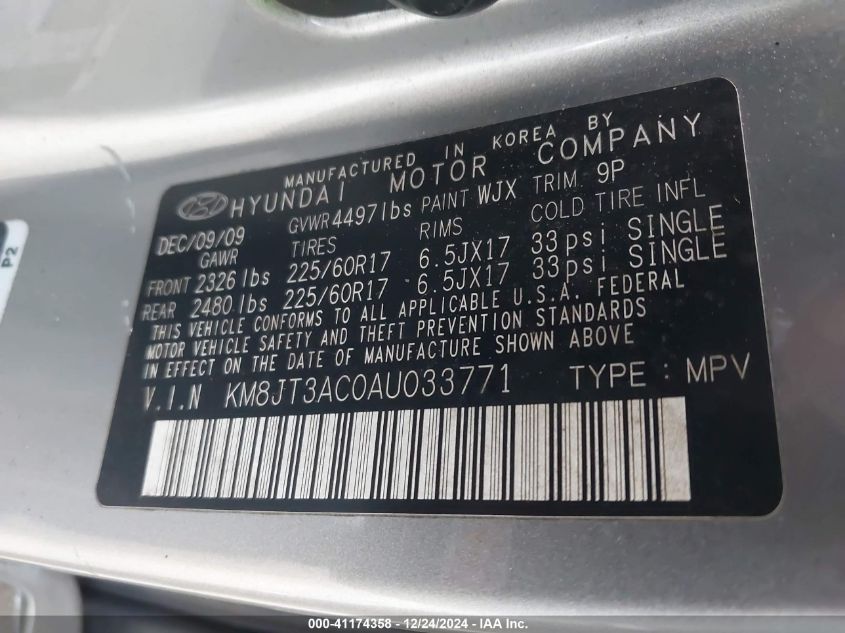 MANUFACTURED IN KOREA BY
HYUNDAI MOTOR COMPANY
DEC/09/09 GVWR 4497lbs PAINT WJX TRIM 9P
GAWR TIRES RIMS COLD TIRE INFL
FRONT 2326 lbs 225/60R17 6.5JX17 33psi SINGLE
REAR 2480 lbs 225/60R17 6.5JX17 33psi SINGLE
THIS VEHICLE CONFORMS TO ALL APPLICABLE U.S.A. FEDERAL
MOTOR VEHICLE SAFETY AND THEFT PREVENTION STANDARDS
IN EFFECT ON THE DATE OF MANUFACTURE SHOWN ABOVE
V.I.N KM8JT3AC0AU033771 TYPE : MPV
P2
000-41174358 - 12/24/2024 - IAA Inc.